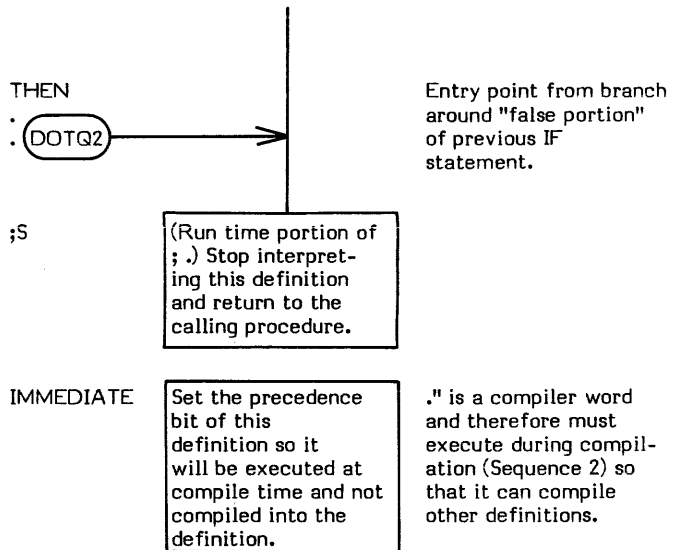 THEN
Entry point from branch
around "false portion"
of previous IF
statement.
:
DOTQ2
;S
(Run time portion of
; .) Stop interpret-
ing this definition
and return to the
calling procedure.
IMMEDIATE
Set the precedence
bit of this
definition so it
will be executed at
compile time and not
compiled into the
definition.
." is a compiler word
and therefore must
execute during compil-
ation (Sequence 2) so
that it can compile
other definitions.